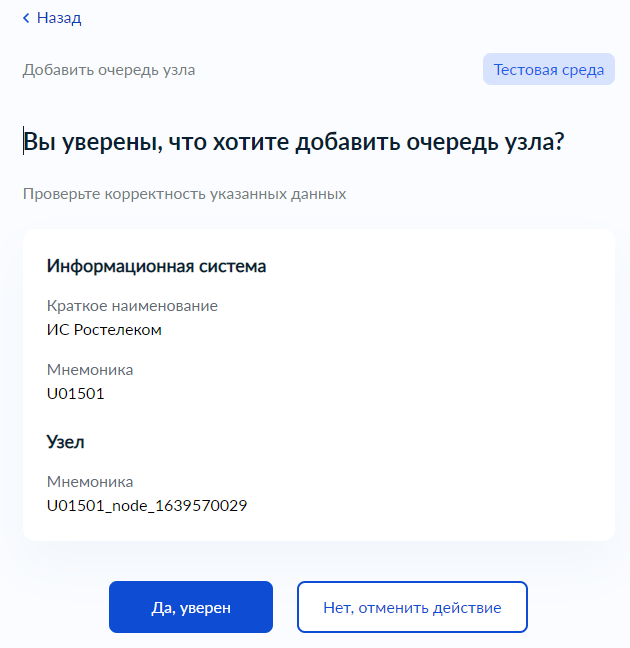 Назад
Добавить очередь узла
Тестовая среда
Вы уверены, что хотите добавить очередь узла?
Проверьте корректность указанных данных
Информационная система
Краткое наименование
ИС Ростелеком
Мнемоника
U01501
Узел
Мнемоника
U01501_node_1639570029
Да, уверен
Нет, отменить действие